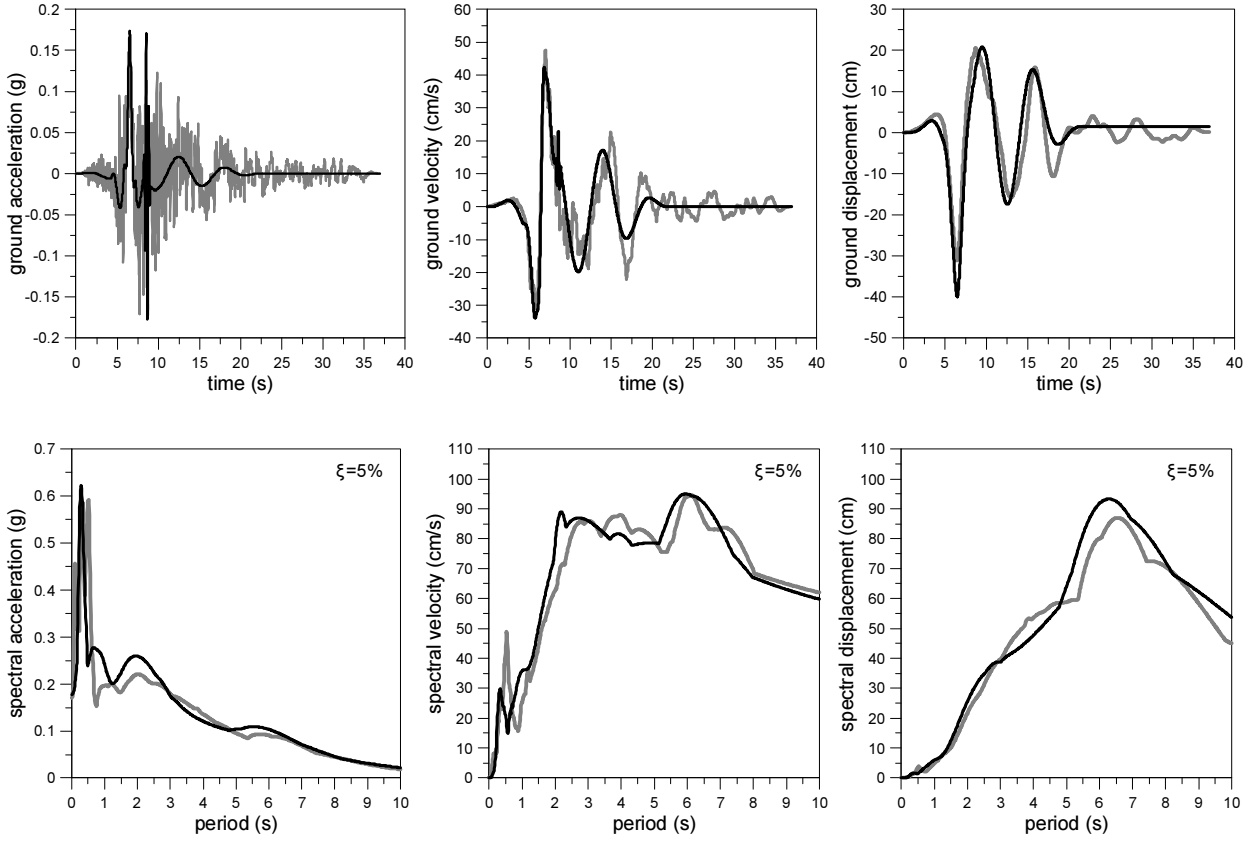 ground acceleration (g)
0.2
0.15
0.1
0.05
0
-0.05
-0.1
-0.15
-0.2
0 5 10 15 20 25 30 35 40
time (s)
ground velocity (cm/s)
60
50
40
30
20
10
0
-10
-20
-30
-40
0 5 10 15 20 25 30 35 40
time (s)
ground displacement (cm)
30
20
10
0
-10
-20
-30
-40
-50
0 5 10 15 20 25 30 35 40
time (s)
spectral acceleration (g)
0.7
0.6
0.5
0.4
0.3
0.2
0.1
0
ξ=5%
0 1 2 3 4 5 6 7 8 9 10
period (s)
spectral velocity (cm/s)
110
100
90
80
70
60
50
40
30
20
10
0
ξ=5%
0 1 2 3 4 5 6 7 8 9 10
period (s)
spectral displacement (cm)
110
100
90
80
70
60
50
40
30
20
10
0
ξ=5%
0 1 2 3 4 5 6 7 8 9 10
period (s)